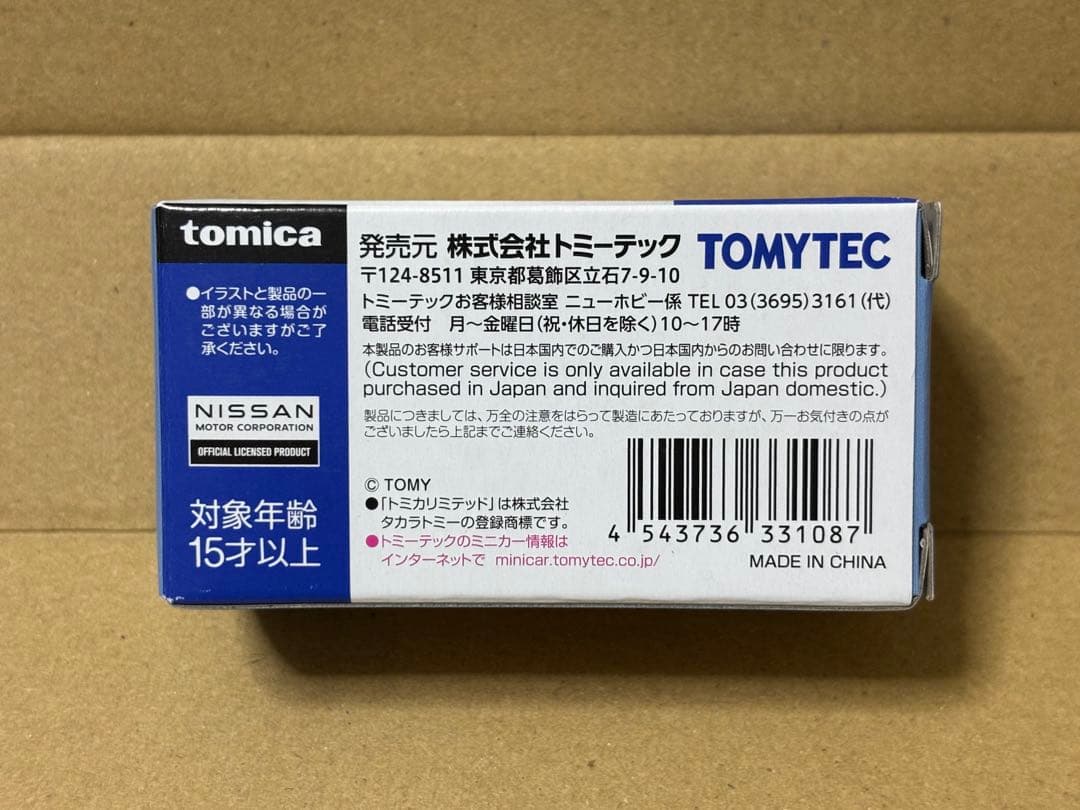 tomica
●イラストと製品の一
部が異なる場合が
ございますがご了
承ください。
NISSAN
MOTOR CORPORATION
OFFICIAL LICENSED PRODUCT
対象年齢
15才以上
発売元 株式会社トミーテック TOMYTEC
〒124-8511 東京都葛飾区立石7-9-10
トミーテックお客様相談室 ニューホビー係 TEL 03(3695)3161(代)
電話受付 月〜金曜日(祝・休日を除く)10〜17時
本製品のお客様サポートは日本国内でのご購入かつ日本国内からのお問い合わせに限ります。
(Customer service is only available in case this product
purchased in Japan and inquired from Japan domestic.)
製品につきましては、万全の注意をはらって製造にあたっておりますが、万一お気付きの点が
ございましたら上記までご連絡ください。
© TOMY
●「トミカリミテッド」は株式会社
タカラトミーの登録商標です。
●トミーテックのミニカー情報は
インターネットで minicar.tomytec.co.jp/
4 543736 331087
MADE IN CHINA